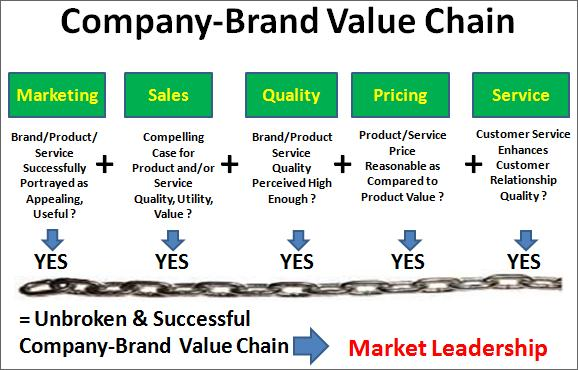 Company-Brand Value Chain
Marketing
Sales
Quality
Pricing
Service
Brand/Product/
Service
Successfully
Portrayed as
Appealing,
Useful ?
+
Compelling
Case for
Product and/or
Service
Quality, Utility,
Value ?
+
Brand/Product
Service
Quality
Perceived High
Enough ?
+
Product/Service
Price
Reasonable as
Compared to
Product Value ?
+
Customer Service
Enhances
Customer
Relationship
Quality ?
YES
YES
YES
YES
YES
= Unbroken & Successful
Company-Brand Value Chain
Market Leadership